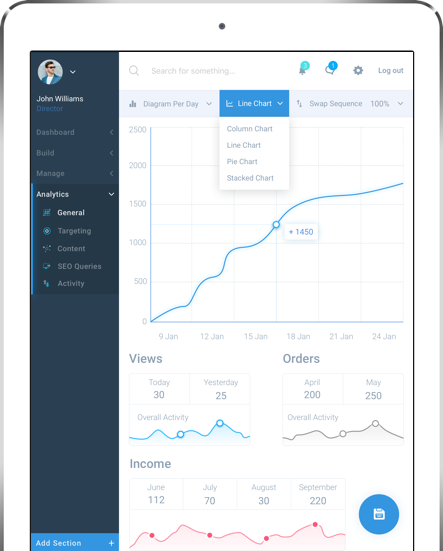 John Williams
Director
Dashboard
Build
Manage
Analytics
General
Targeting
Content
SEO Queries
Activity
Add Section +
Search for something...
3
1
Log out
Diagram Per Day
Line Chart
Swap Sequence
100%
Column Chart
Line Chart
Pie Chart
Stacked Chart
2500
2000
1500
1000
500
0
+ 1450
9 Jan 12 Jan 15 Jan 18 Jan 21 Jan 24 Jan
Views
Today Yesterday
30 25
Overall Activity
Orders
April May
200 250
Overall Activity
Income
June July August September
112 70 30 220